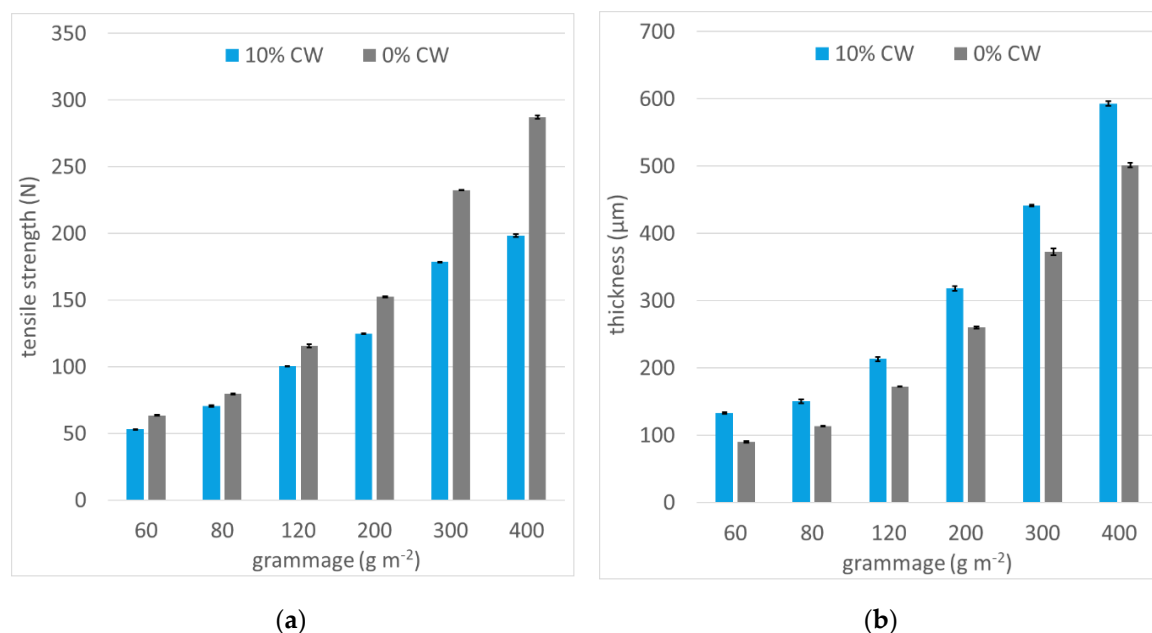 350
300
250
200
150
100
50
0
tensile strength (N)
10% CW 0% CW
60 80 120 200 300 400
grammage (g m⁻²)
(a)
700
600
500
400
300
200
100
0
thickness (µm)
10% CW 0% CW
60 80 120 200 300 400
grammage (g m⁻²)
(b)